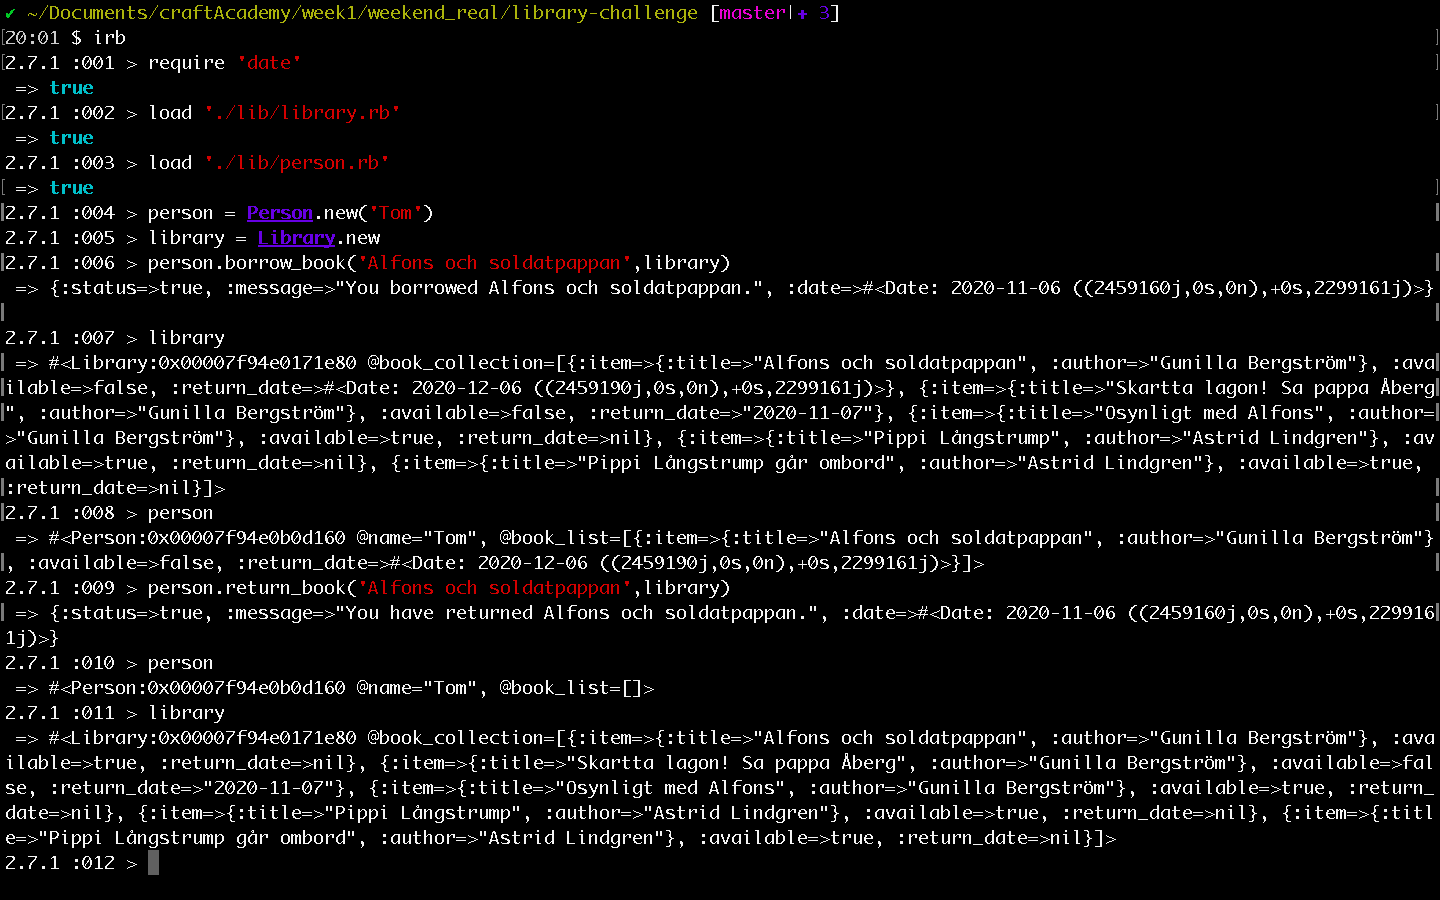 ✔ ~/Documents/craftAcademy/week1/weekend_real/library-challenge [master|+ 3]
[20:01 $ irb
[2.7.1 :001 > require 'date'
 => true
[2.7.1 :002 > load './lib/library.rb'
 => true
2.7.1 :003 > load './lib/person.rb'
[ => true
2.7.1 :004 > person = Person.new('Tom')
2.7.1 :005 > library = Library.new
2.7.1 :006 > person.borrow_book('Alfons och soldatpappan',library)
 => {:status=>true, :message=>"You borrowed Alfons och soldatpappan.", :date=>#<Date: 2020-11-06 ((2459160j,0s,0n),+0s,2299161j)>}
2.7.1 :007 > library
 => #<Library:0x00007f94e0171e80 @book_collection=[{:item=>{:title=>"Alfons och soldatpappan", :author=>"Gunilla Bergström"}, :ava
ilable=>false, :return_date=>#<Date: 2020-12-06 ((2459190j,0s,0n),+0s,2299161j)>}, {:item=>{:title=>"Skartta lagon! Sa pappa Åberg
", :author=>"Gunilla Bergström"}, :available=>false, :return_date=>"2020-11-07"}, {:item=>{:title=>"Osynligt med Alfons", :author=
>"Gunilla Bergström"}, :available=>true, :return_date=>nil}, {:item=>{:title=>"Pippi Långstrump", :author=>"Astrid Lindgren"}, :av
ailable=>true, :return_date=>nil}, {:item=>{:title=>"Pippi Långstrump går ombord", :author=>"Astrid Lindgren"}, :available=>true, 
:return_date=>nil}]>
2.7.1 :008 > person
 => #<Person:0x00007f94e0b0d160 @name="Tom", @book_list=[{:item=>{:title=>"Alfons och soldatpappan", :author=>"Gunilla Bergström"}
, :available=>false, :return_date=>#<Date: 2020-12-06 ((2459190j,0s,0n),+0s,2299161j)>}]>
2.7.1 :009 > person.return_book('Alfons och soldatpappan',library)
 => {:status=>true, :message=>"You have returned Alfons och soldatpappan.", :date=>#<Date: 2020-11-06 ((2459160j,0s,0n),+0s,229916
1j)>}
2.7.1 :010 > person
 => #<Person:0x00007f94e0b0d160 @name="Tom", @book_list=[]>
2.7.1 :011 > library
 => #<Library:0x00007f94e0171e80 @book_collection=[{:item=>{:title=>"Alfons och soldatpappan", :author=>"Gunilla Bergström"}, :ava
ilable=>true, :return_date=>nil}, {:item=>{:title=>"Skartta lagon! Sa pappa Åberg", :author=>"Gunilla Bergström"}, :available=>fal
se, :return_date=>"2020-11-07"}, {:item=>{:title=>"Osynligt med Alfons", :author=>"Gunilla Bergström"}, :available=>true, :return_
date=>nil}, {:item=>{:title=>"Pippi Långstrump", :author=>"Astrid Lindgren"}, :available=>true, :return_date=>nil}, {:item=>{:titl
e=>"Pippi Långstrump går ombord", :author=>"Astrid Lindgren"}, :available=>true, :return_date=>nil}]>
2.7.1 :012 >